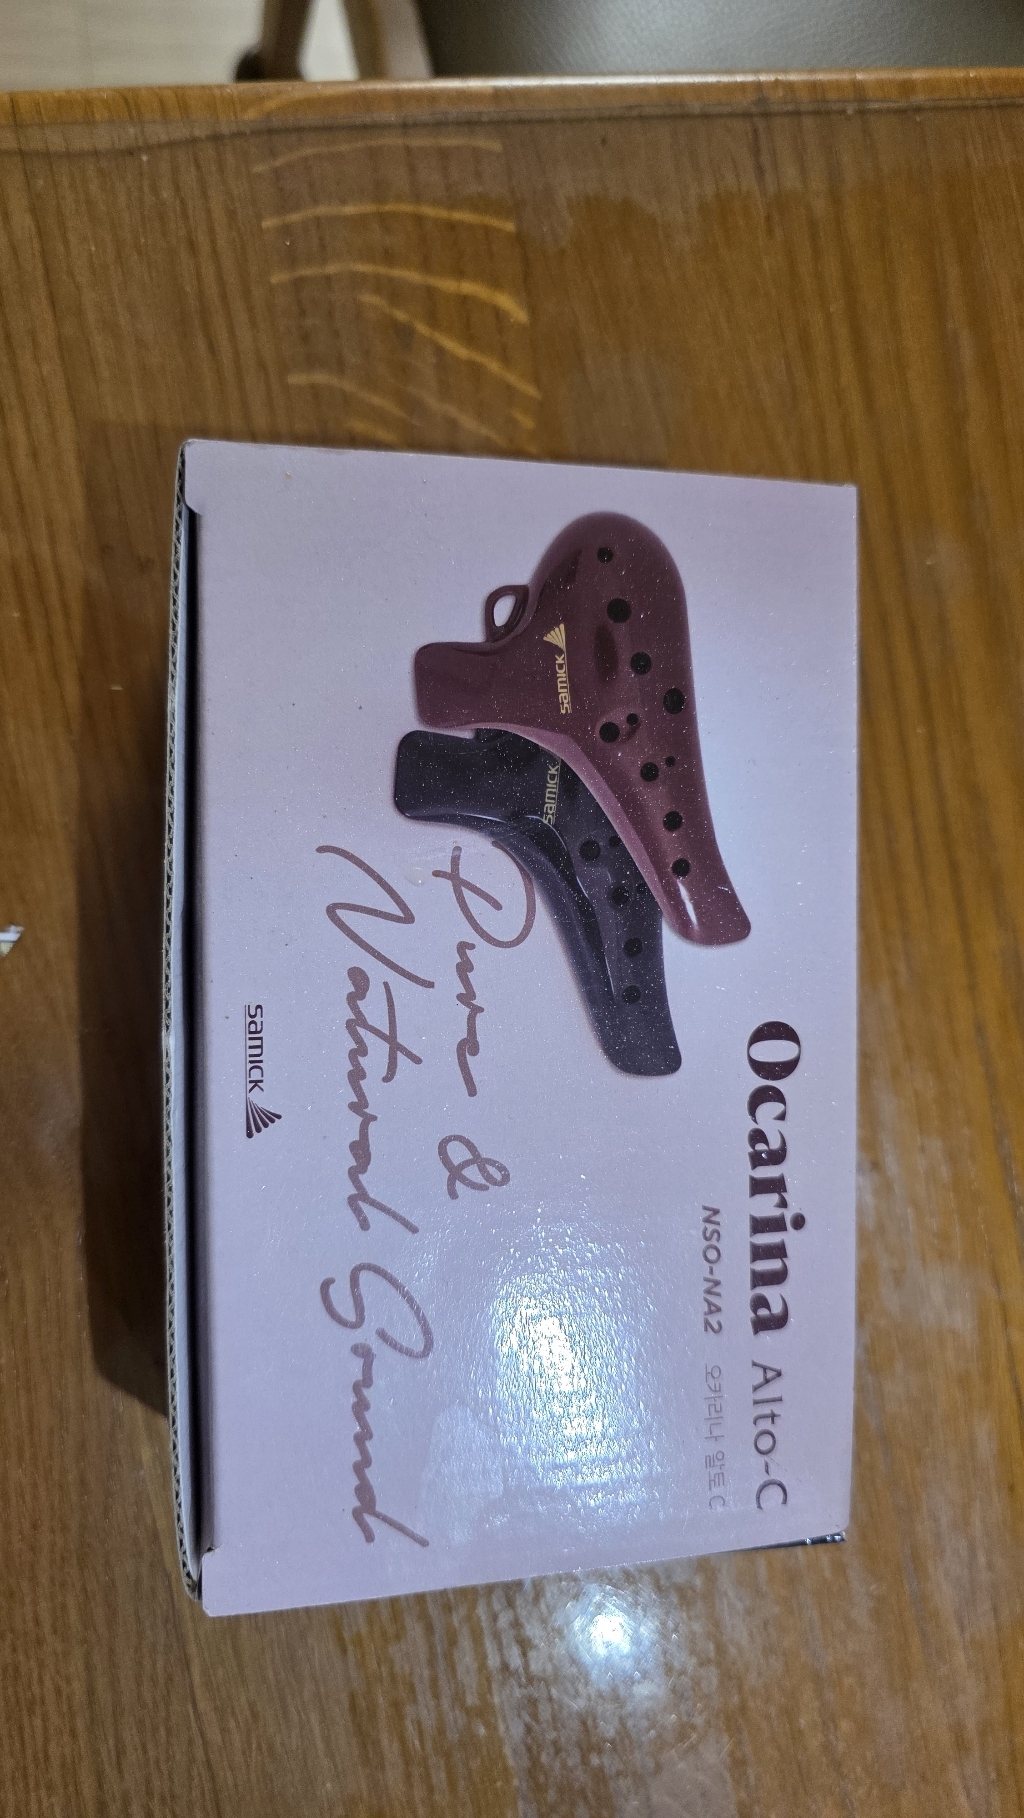 Ocarina Alto-C
NSO-NA2 오카리나 알토 C
samick
samick
Pure &
Natural Sound
samick